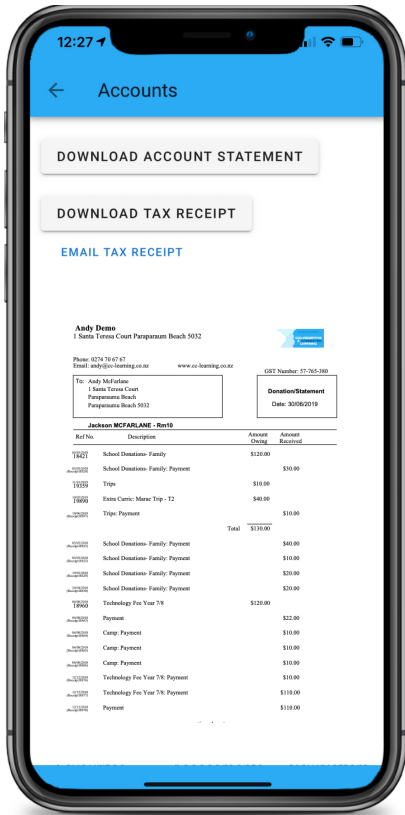 12:27
Accounts
DOWNLOAD ACCOUNT STATEMENT
DOWNLOAD TAX RECEIPT
EMAIL TAX RECEIPT
Andy Demo
1 Santa Teresa Court Paraparaum Beach 5032
Phone: 0274 70 67 67
Email: andy@cc-learning.co.nz www.cc-learning.co.nz
GST Number: 57-765-380
To: Andy McFarlane
1 Santa Teresa Court
Paraparaumu Beach
Paraparaumu Beach 5032
Donation/Statement
Date: 30/06/2019
Jackson MCFARLANE - Rm10
Ref No. Description Amount Owing Amount Received
18421 School Donations- Family $120.00
School Donations- Family: Payment $30.00
19359 Trips $10.00
19890 Extra Curric: Marae Trip - T2 $40.00
Trips: Payment $10.00
Total $130.00
School Donations- Family: Payment $40.00
School Donations- Family: Payment $10.00
School Donations- Family: Payment $20.00
School Donations- Family: Payment $20.00
18960 Technology Fee Year 7/8 $120.00
Payment $22.00
Camp: Payment $10.00
Camp: Payment $10.00
Camp: Payment $10.00
Technology Fee Year 7/8: Payment $10.00
Technology Fee Year 7/8: Payment $110.00
Payment $110.00